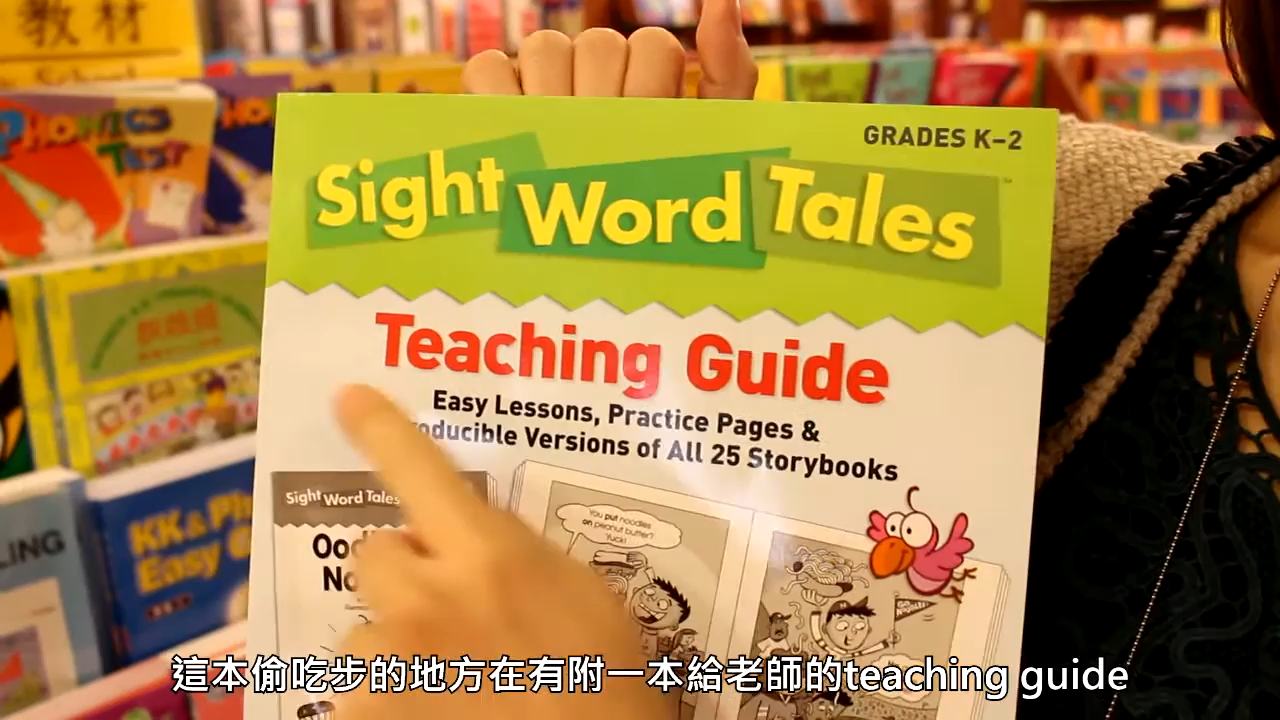 教材
PHONICS
TEST
GRADES K–2
Sight Word Tales
Teaching Guide
Easy Lessons, Practice Pages &
oducible Versions of All 25 Storybooks
Sight Word Tales
You put noodles
on peanut butter?
Yuck!
GO
KK &
Easy
LING
這本偷吃步的地方在有附一本給老師的teaching guide